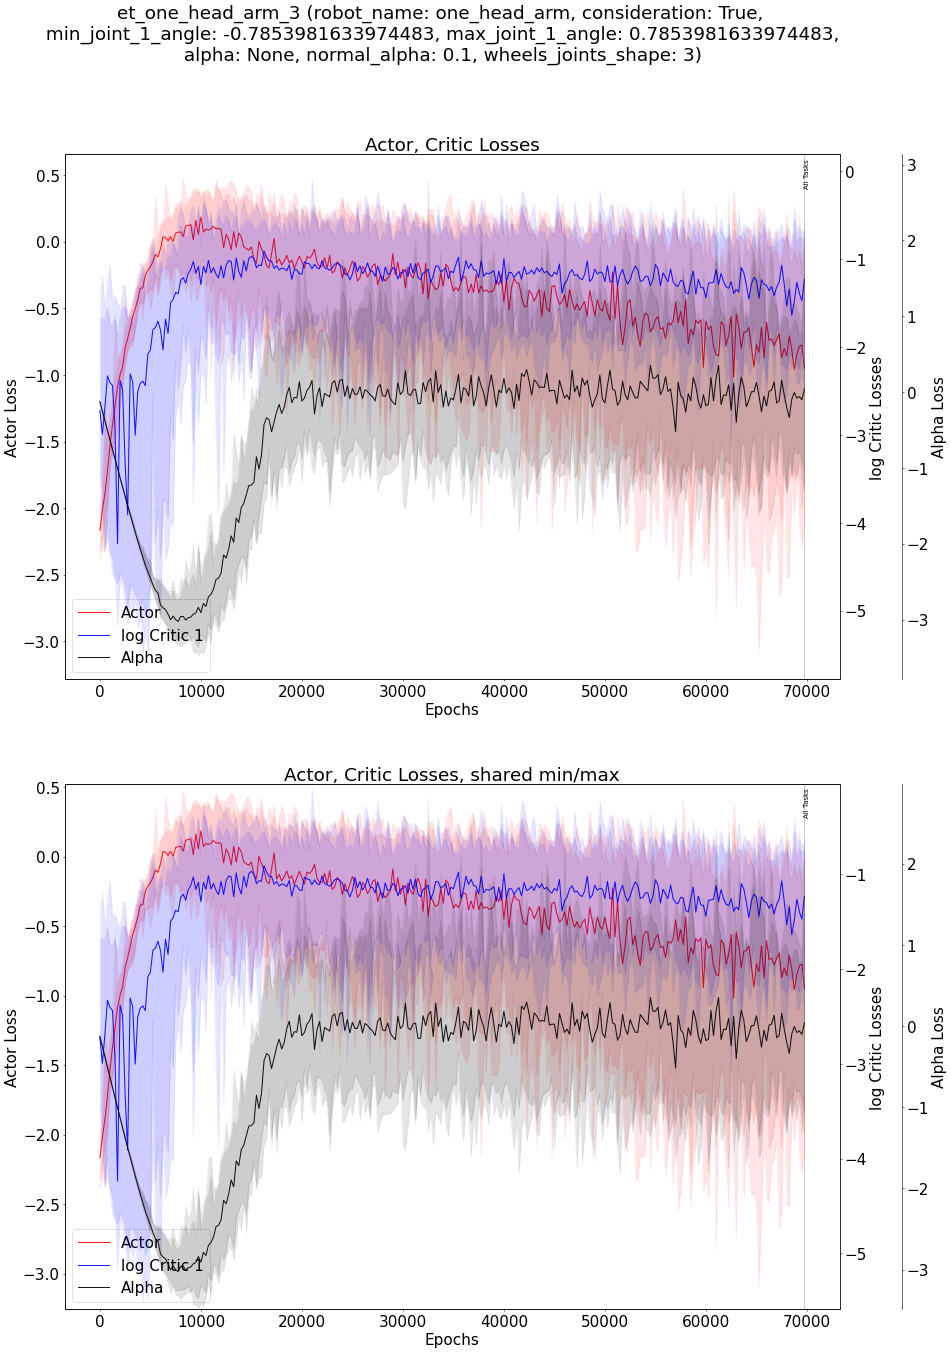 et_one_head_arm_3 (robot_name: one_head_arm, consideration: True,
min_joint_1_angle: -0.7853981633974483, max_joint_1_angle: 0.7853981633974483,
alpha: None, normal_alpha: 0.1, wheels_joints_shape: 3)
Actor, Critic Losses
All Tasks
0.5
0.0
−0.5
−1.0
−1.5
−2.0
−2.5
−3.0
Actor Loss
0
−1
−2
−3
−4
−5
log Critic Losses
3
2
1
0
−1
−2
−3
Alpha Loss
Actor
log Critic 1
Alpha
0 10000 20000 30000 40000 50000 60000 70000
Epochs
Actor, Critic Losses, shared min/max
All Tasks
0.5
0.0
−0.5
−1.0
−1.5
−2.0
−2.5
−3.0
Actor Loss
−1
−2
−3
−4
−5
log Critic Losses
2
1
0
−1
−2
−3
Alpha Loss
Actor
log Critic 1
Alpha
0 10000 20000 30000 40000 50000 60000 70000
Epochs